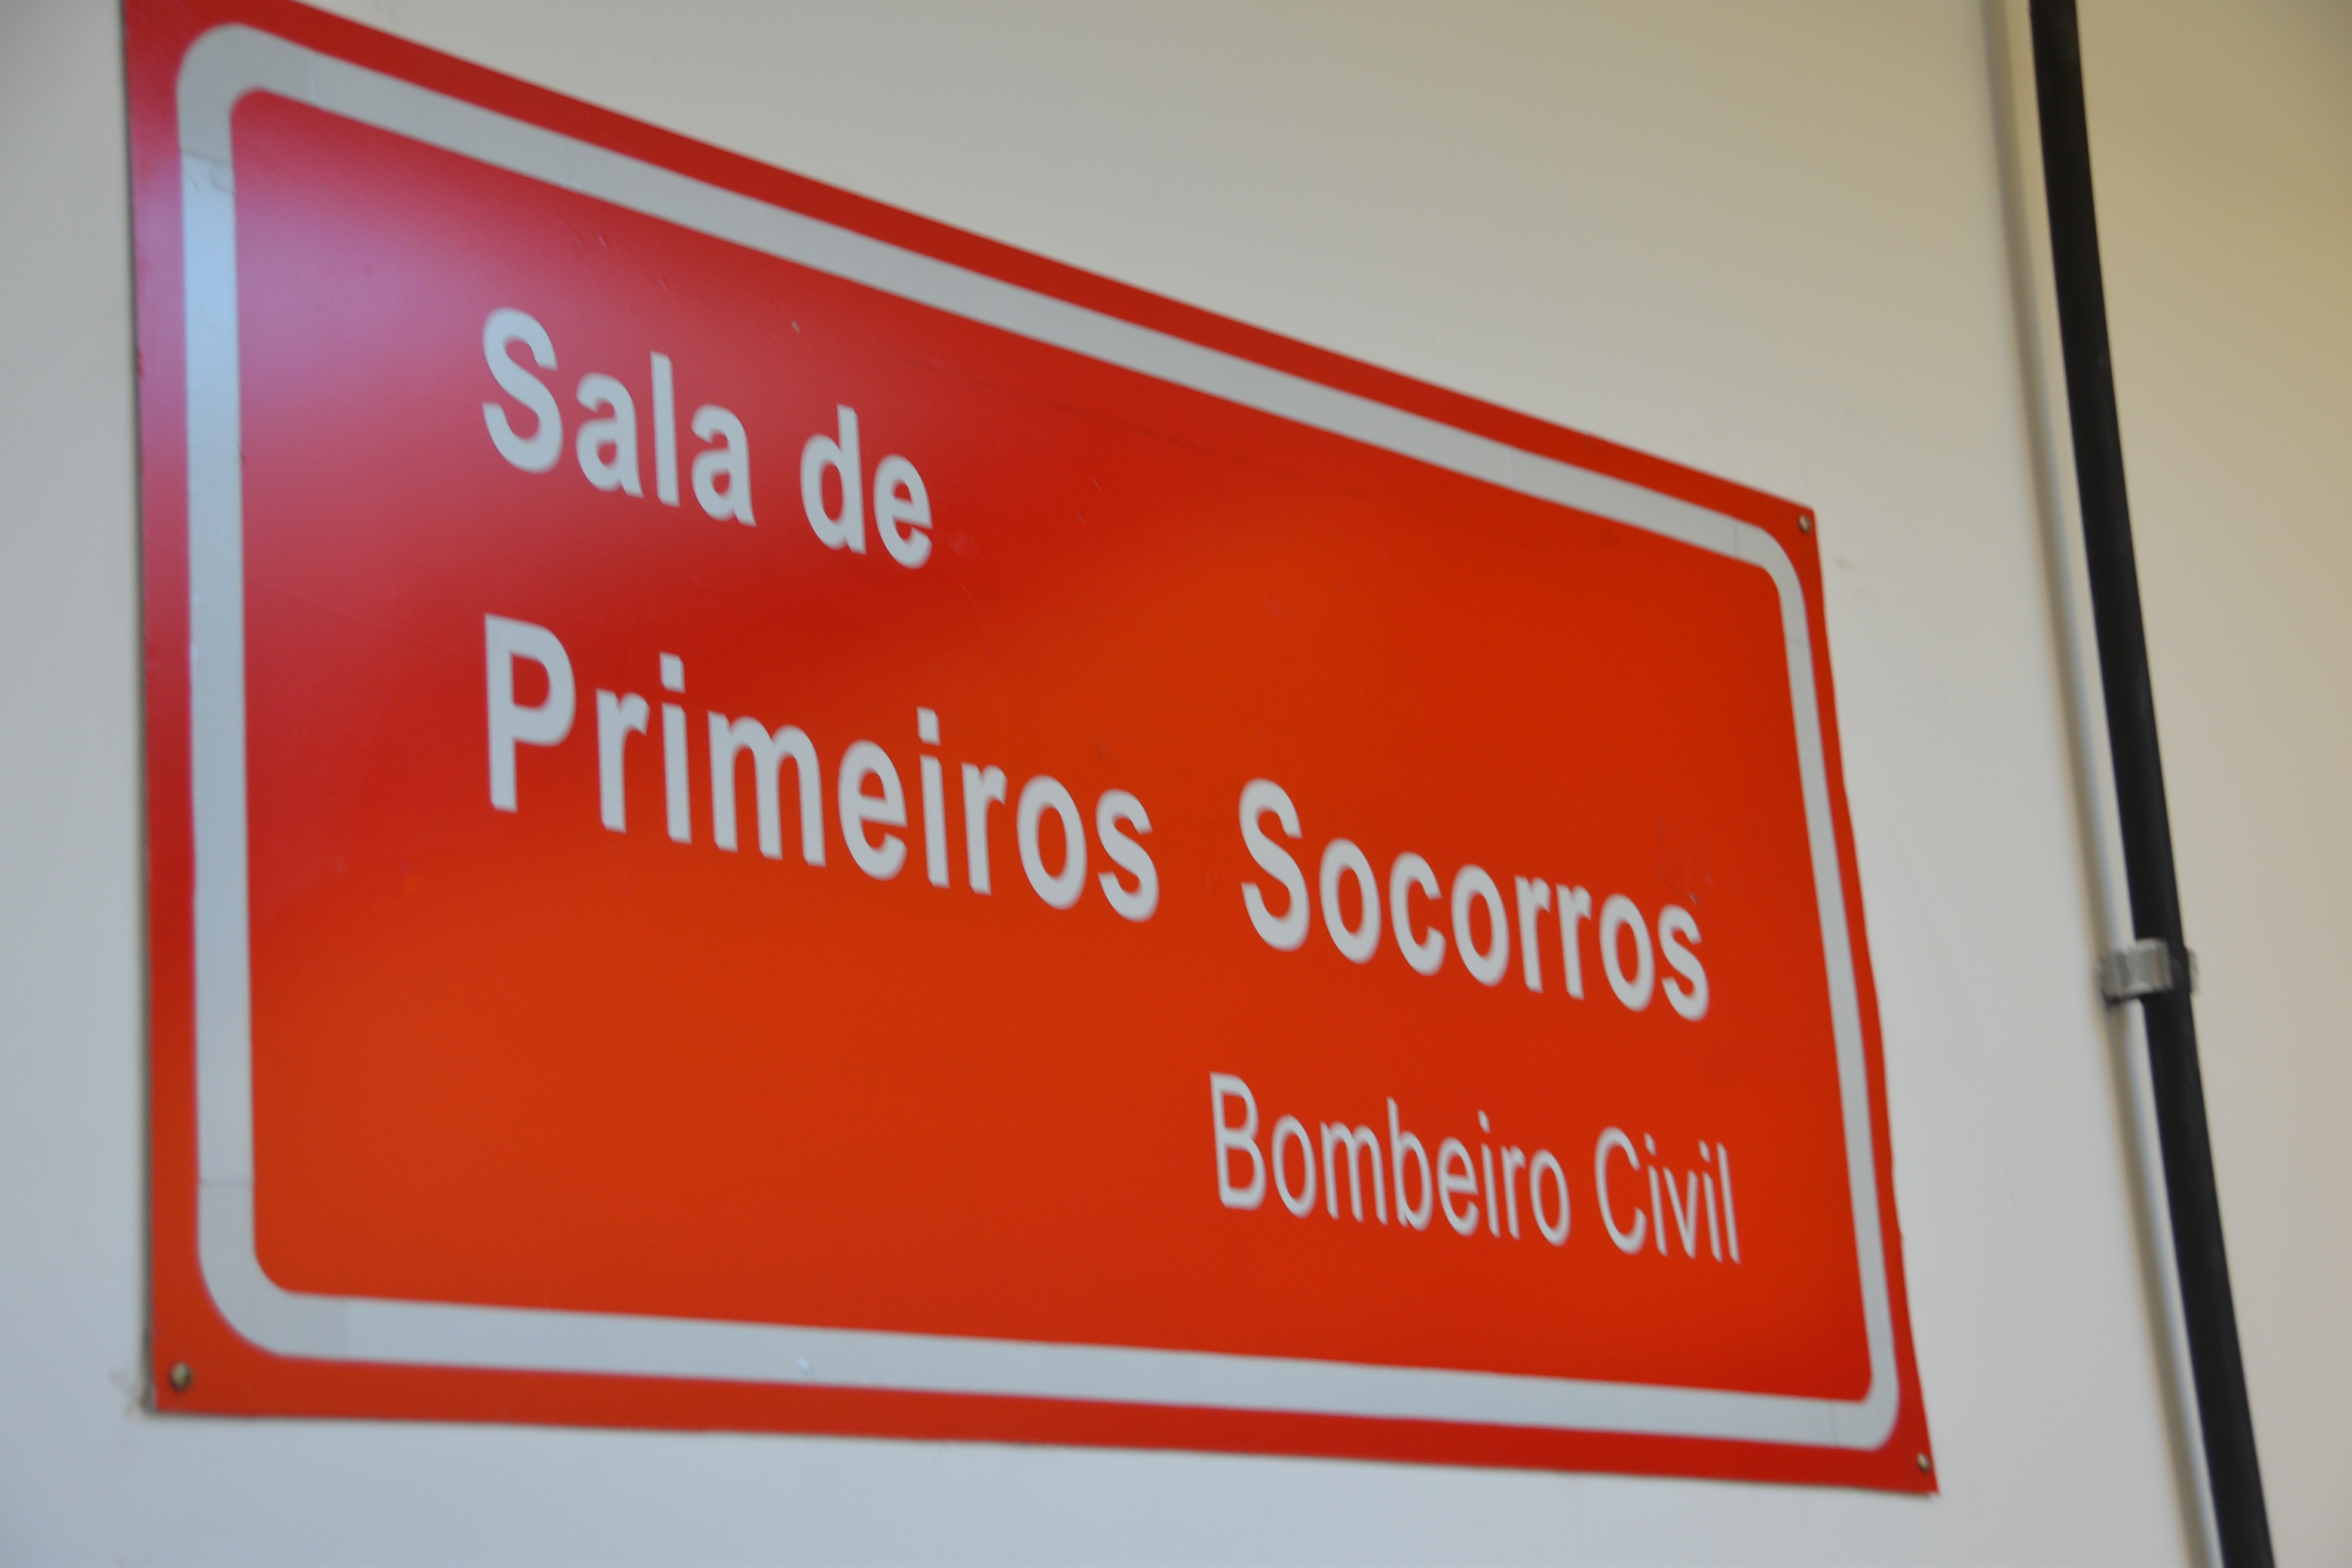 Sala de
Primeiros Socorros
Bombeiro Civil